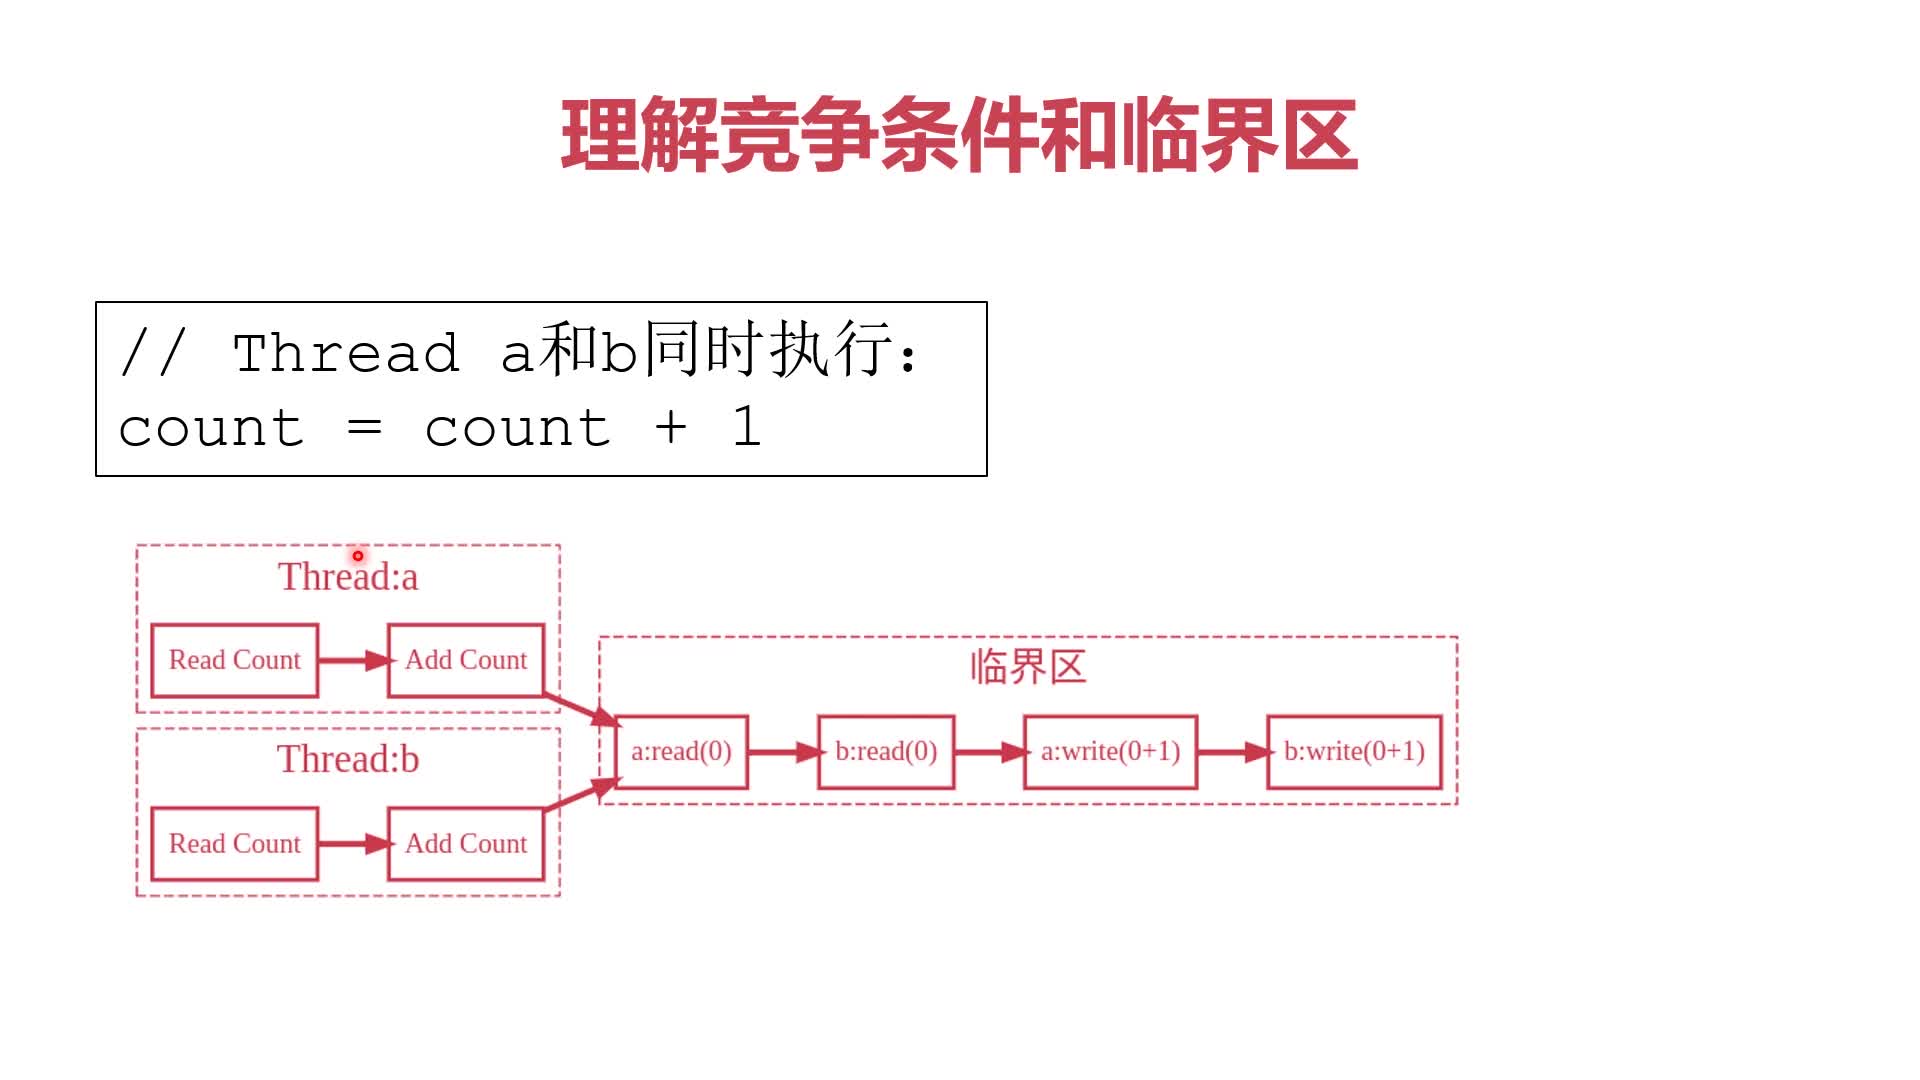 理解竞争条件和临界区
// Thread a和b同时执行：
count = count + 1
Thread:a
Read Count
Add Count
Thread:b
Read Count
Add Count
临界区
a:read(0)
b:read(0)
a:write(0+1)
b:write(0+1)